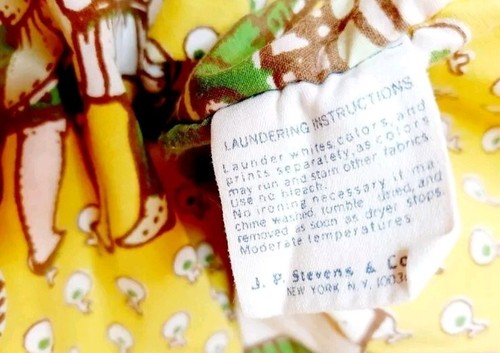 LAUNDERING INSTRUCTIONS
Launder whites, colors, and
prints separately, as colors
may run and stain other fabrics.
Use no bleach.
No ironing necessary if ma
chine washed, tumble dried, and
removed as soon as dryer stops.
Moderate temperatures
J. P. Stevens & Co
NEW YORK N.Y. 1003